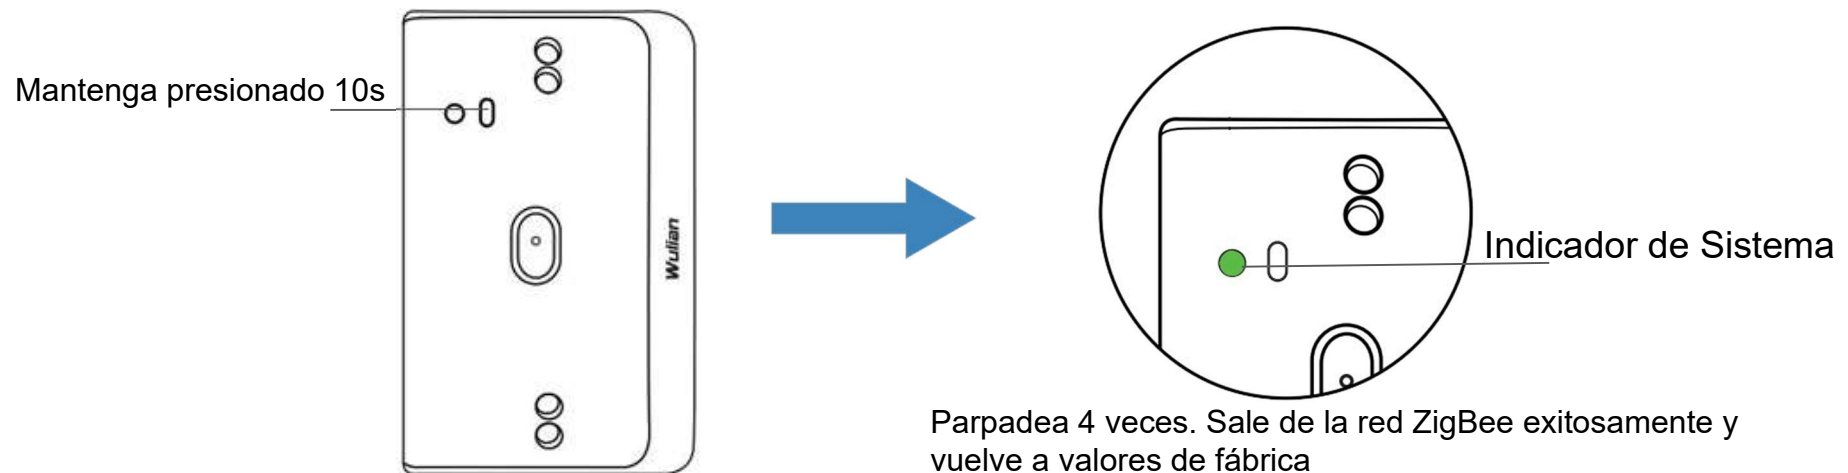 Mantenga presionado 10s
Wulian
Indicador de Sistema
Parpadea 4 veces. Sale de la red ZigBee exitosamente y
vuelve a valores de fábrica